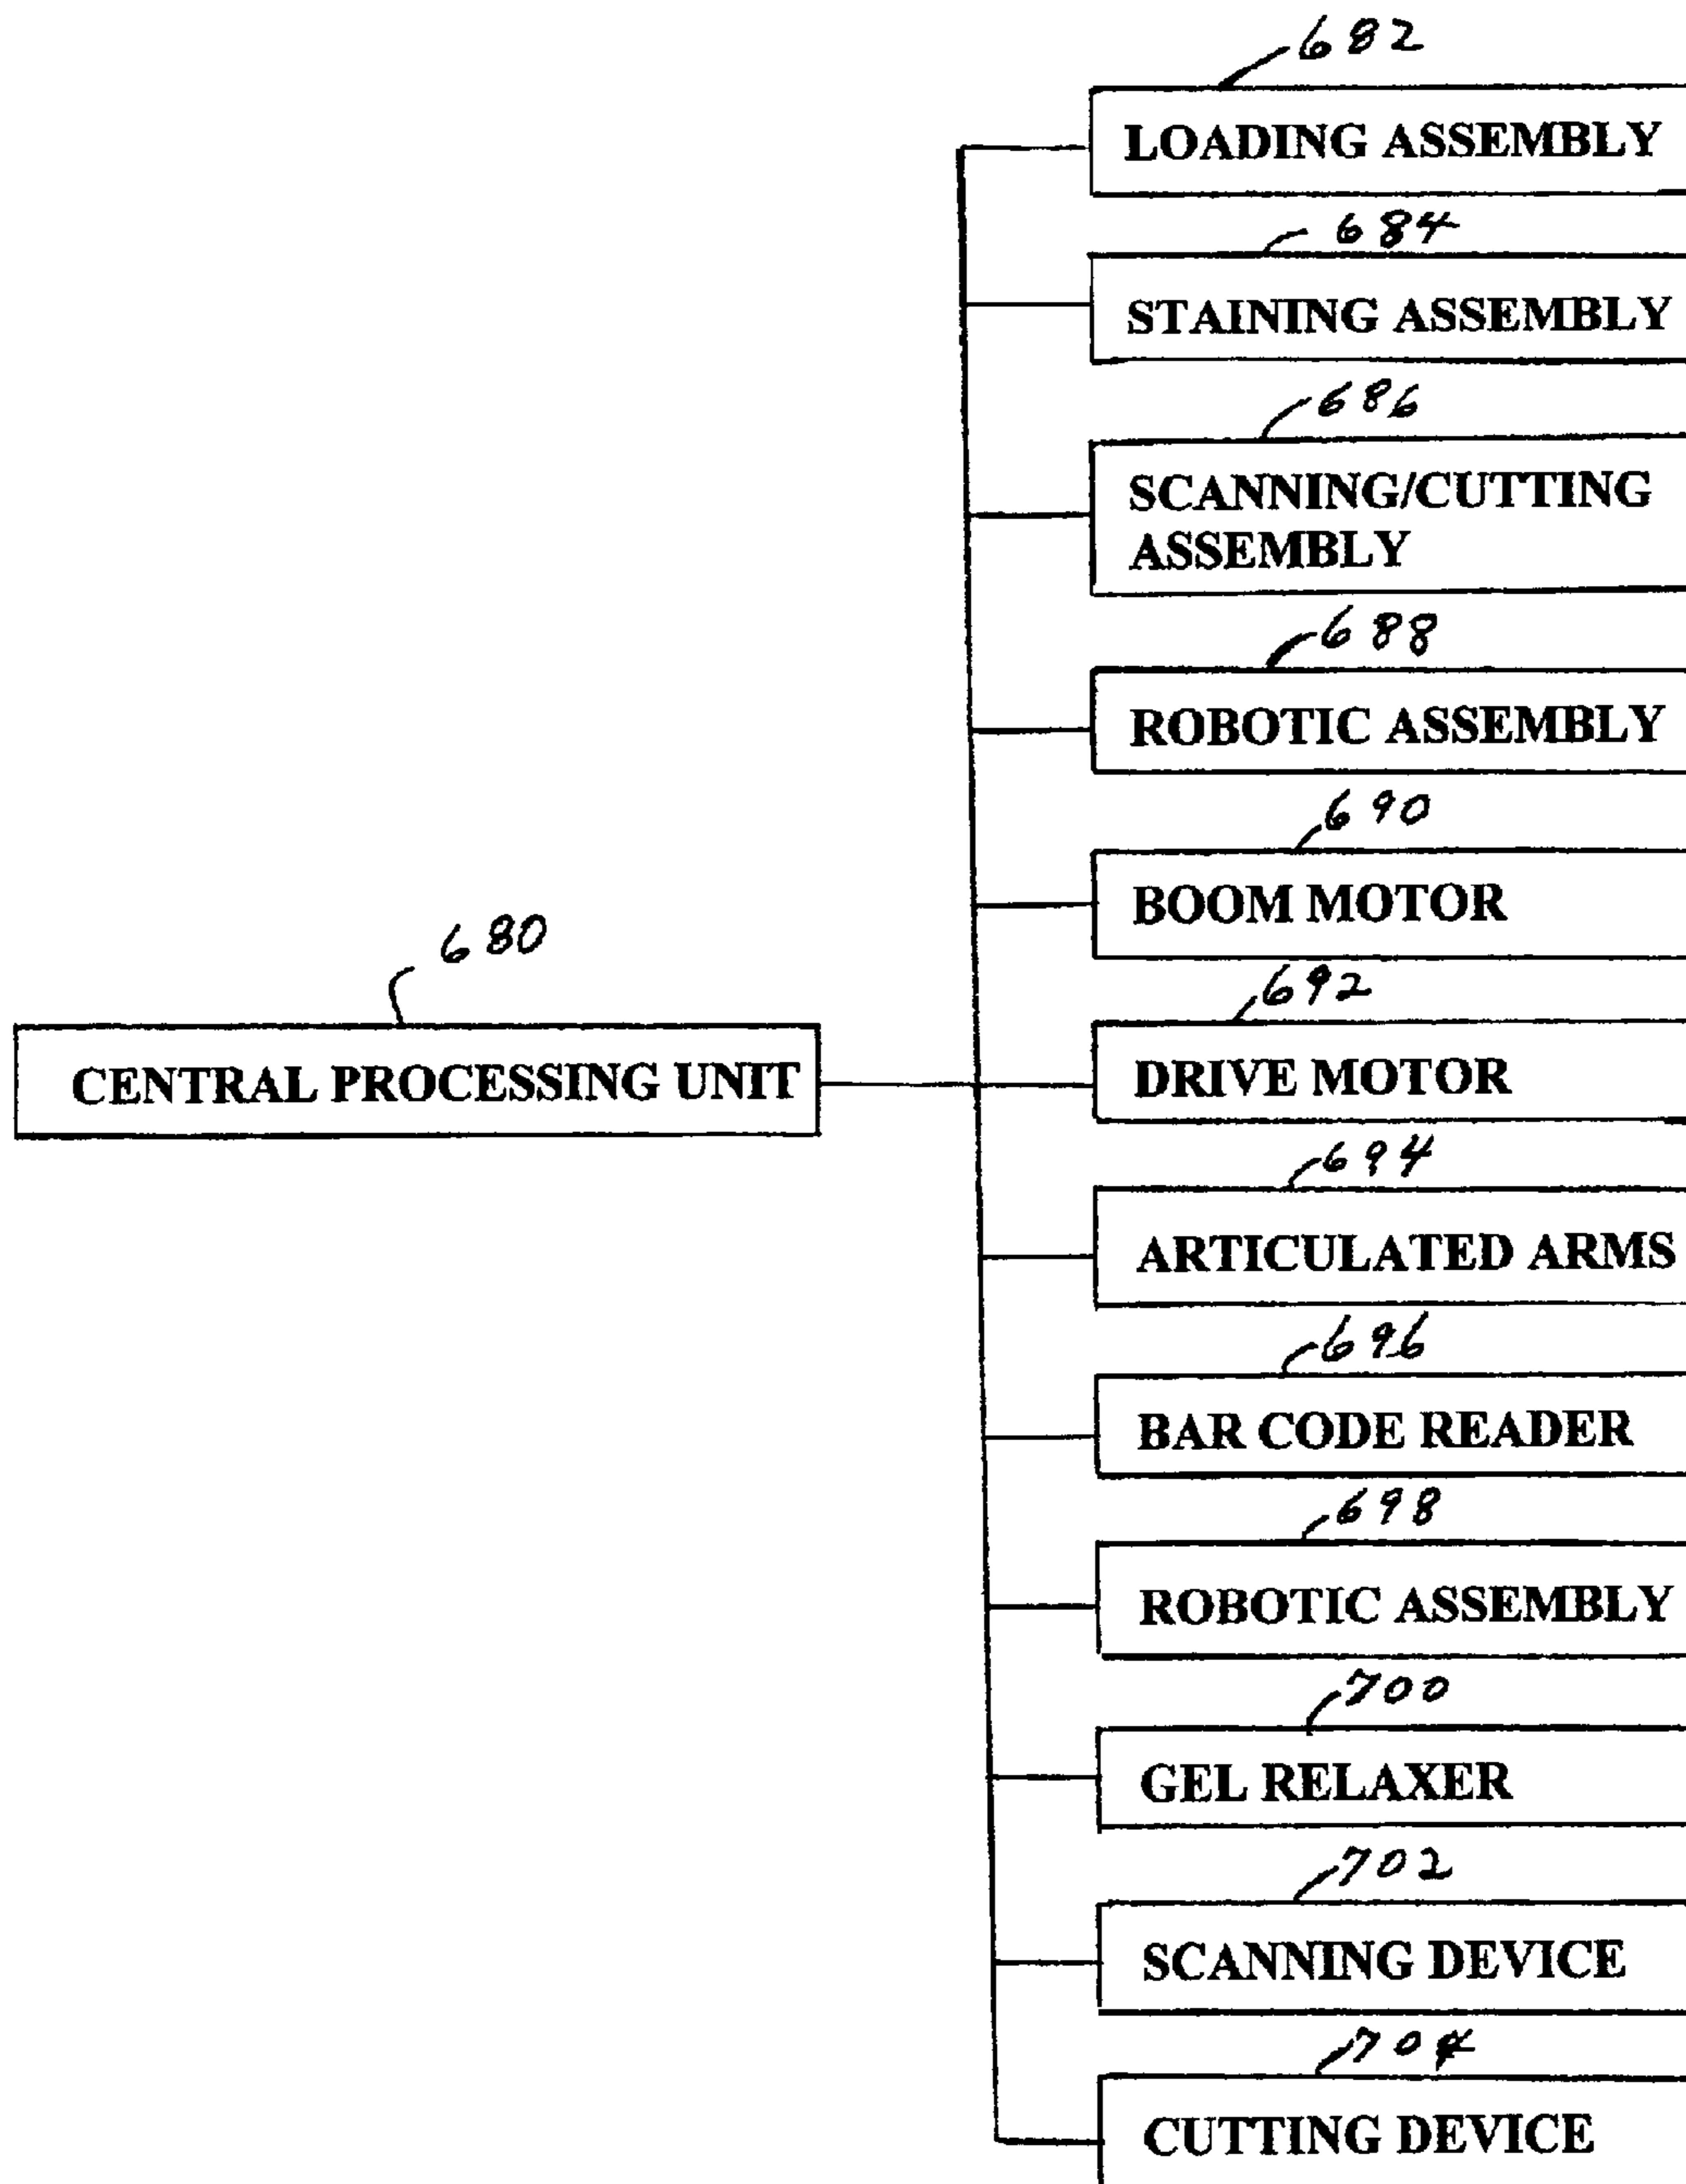 682
LOADING ASSEMBLY
684
STAINING ASSEMBLY
686
SCANNING/CUTTING
ASSEMBLY
688
ROBOTIC ASSEMBLY
690
BOOM MOTOR
680
692
CENTRAL PROCESSING UNIT
DRIVE MOTOR
694
ARTICULATED ARMS
696
BAR CODE READER
698
ROBOTIC ASSEMBLY
700
GEL RELAXER
702
SCANNING DEVICE
704
CUTTING DEVICE